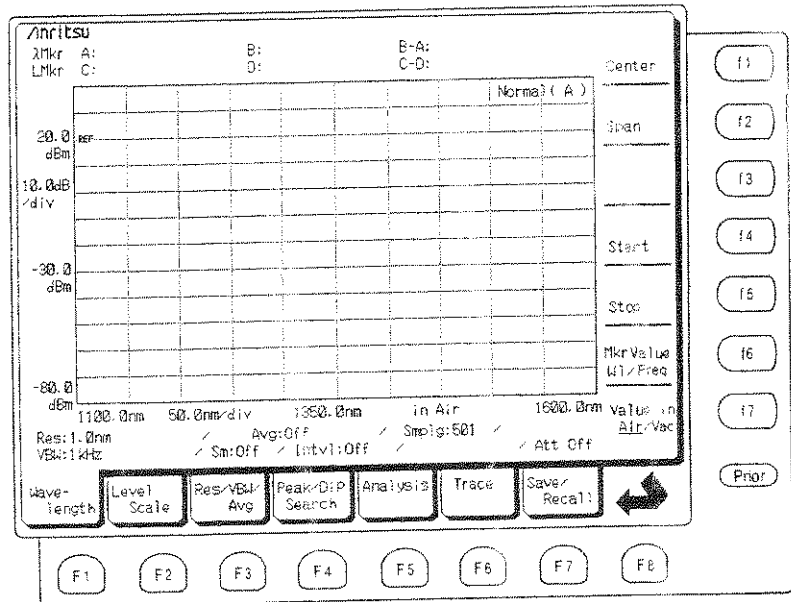 Anritsu
λMkr A: B: B-A:
LMkr C: D: C-D:
Normal( A )
20.0 REF
dBm
10.0dB
/div
-30.0
dBm
-80.0
dBm
1100.0nm 50.0nm/div 1350.0nm in Air 1600.0nm
Res:1.0nm / Avg:Off / Smplg:501 /
VBW:1kHz / Sm:Off / Intvl:Off / / Att Off
Center
Span
Start
Stop
MkrValue
Wl/Freq
Value in
Air/Vac
f1
f2
f3
f4
f5
f6
f7
Prior
Wave-
length
Level
Scale
Res/VBW/
Avg
Peak/Dip
Search
Analysis
Trace
Save/
Recall
F1 F2 F3 F4 F5 F6 F7 F8